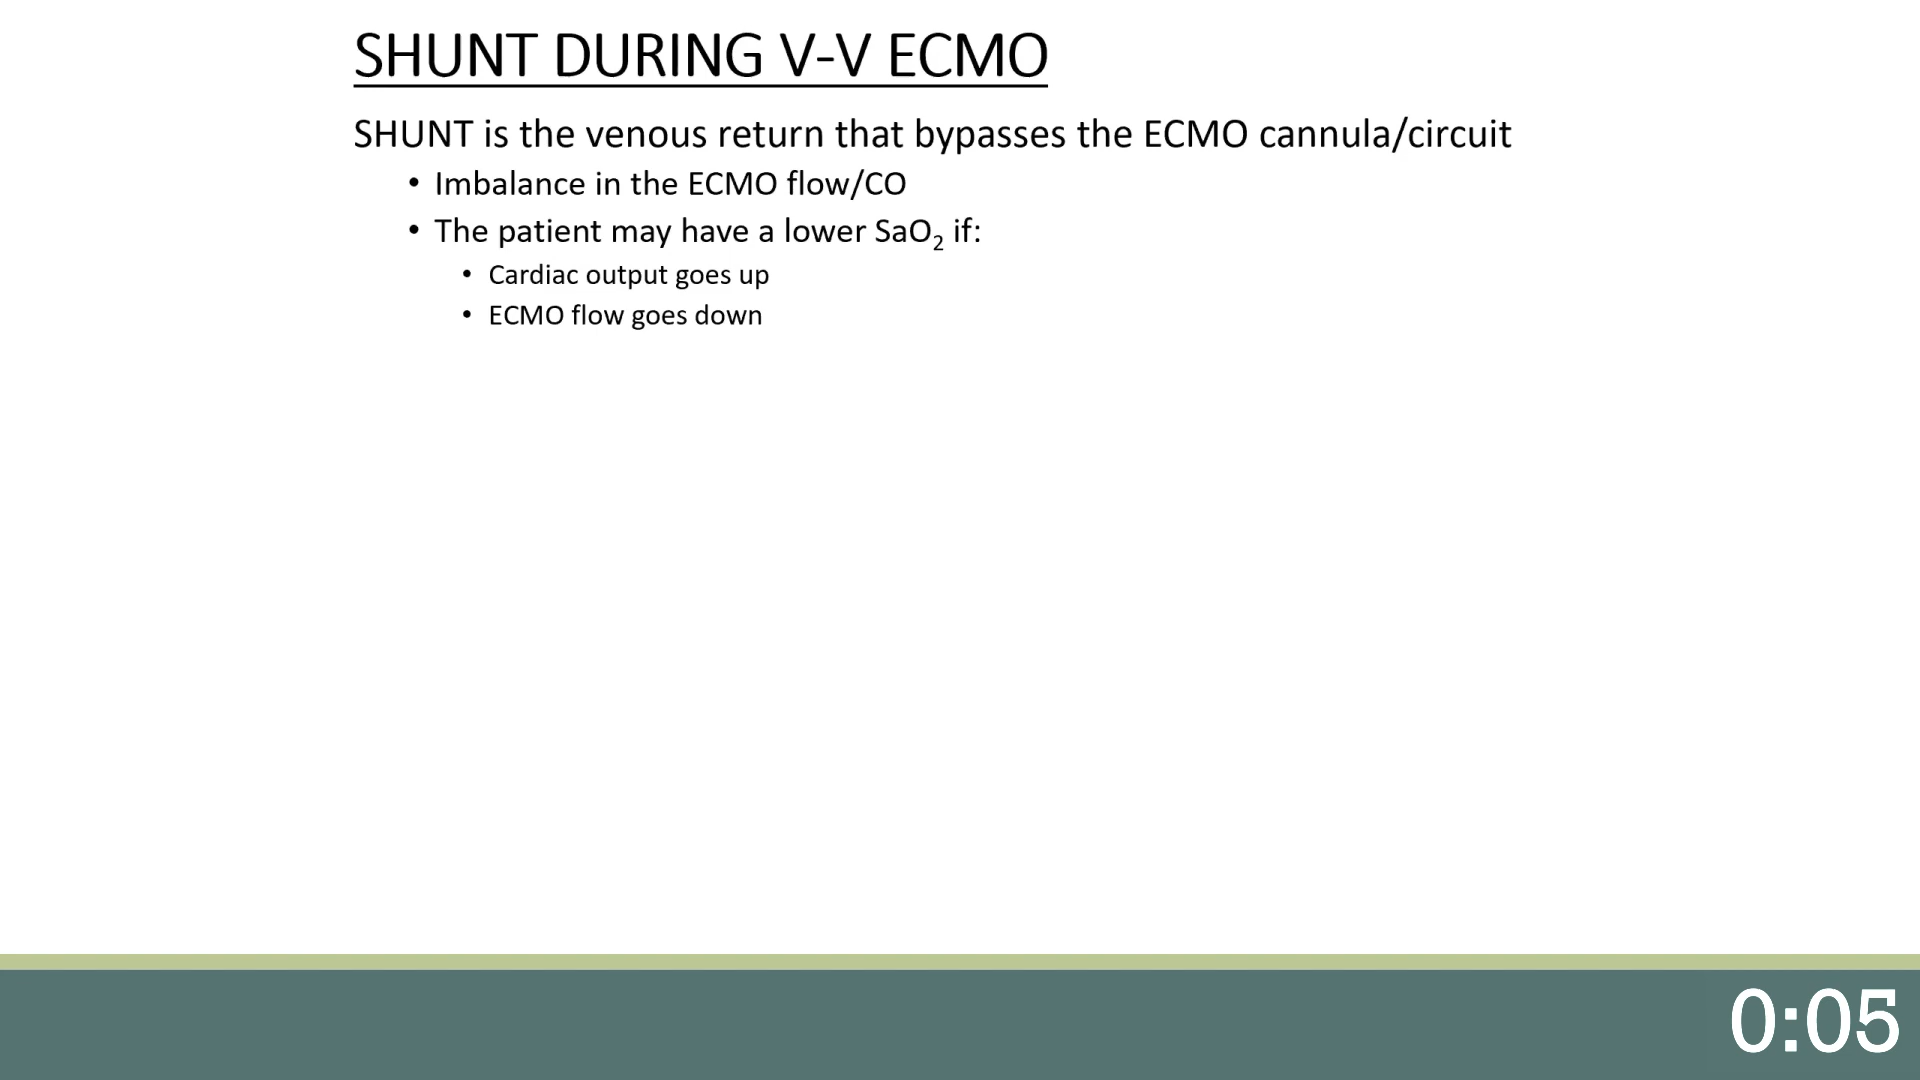 SHUNT DURING V-V ECMO
SHUNT is the venous return that bypasses the ECMO cannula/circuit
• Imbalance in the ECMO flow/CO
• The patient may have a lower SaO₂ if:
• Cardiac output goes up
• ECMO flow goes down
0:05